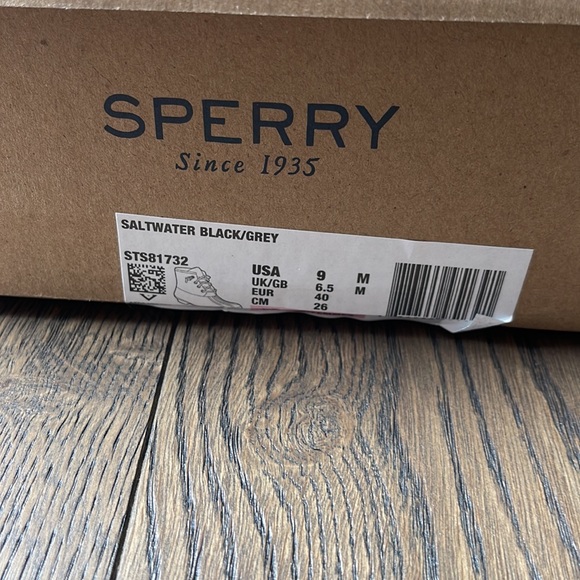 SPERRY
Since 1935
SALTWATER BLACK/GREY
STS81732
USA 9 M
UK/GB 6.5 M
EUR 40
CM 26